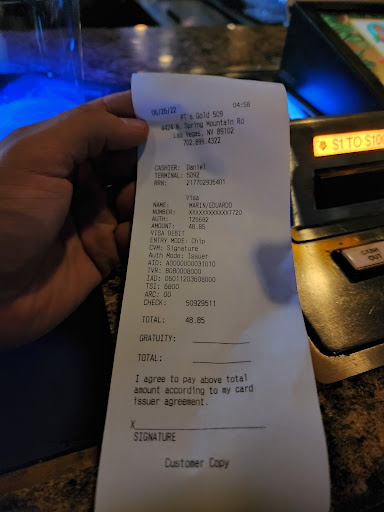 06/26/22 04:56
PT's Gold 509
4424 W. Spring Mountain Rd
Las Vegas, NV 89102
702.891.4322
CASHIER: Daniel
TERMINAL: 5092
RRN: 217702935401
Visa
NAME: MARIN/EDUARDO
NUMBER: XXXXXXXXXXXX7720
AUTH: 126682
AMOUNT: 48.85
VISA DEBIT
ENTRY MODE: Chip
CVM: Signature
Auth Mode: Issuer
AID: A0000000031010
TVR: 8080008000
IAD: 06011203608000
TSI: 6800
ARC: 00
CHECK: 50929511
TOTAL: 48.85
GRATUITY:
TOTAL:
I agree to pay above total
amount according to my card
issuer agreement.
X
SIGNATURE
Customer Copy
$1 TO $100
CASH
OUT